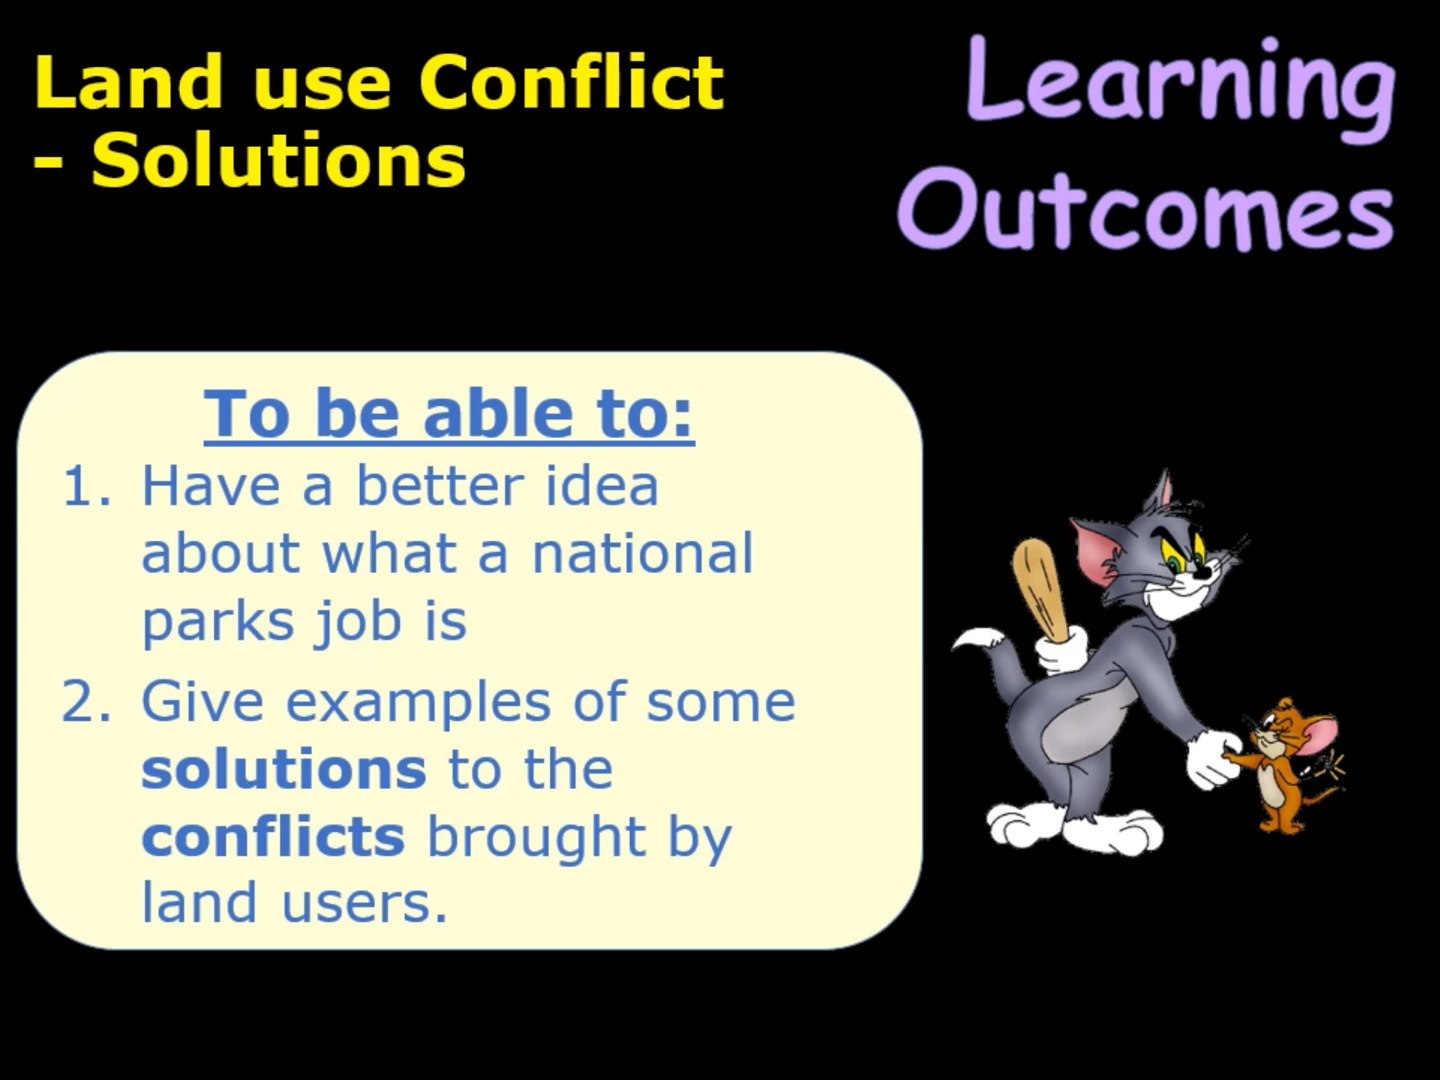 Land use Conflict
- Solutions
Learning
Outcomes
To be able to:
1. Have a better idea
about what a national
parks job is
2. Give examples of some
solutions to the
conflicts brought by
land users.